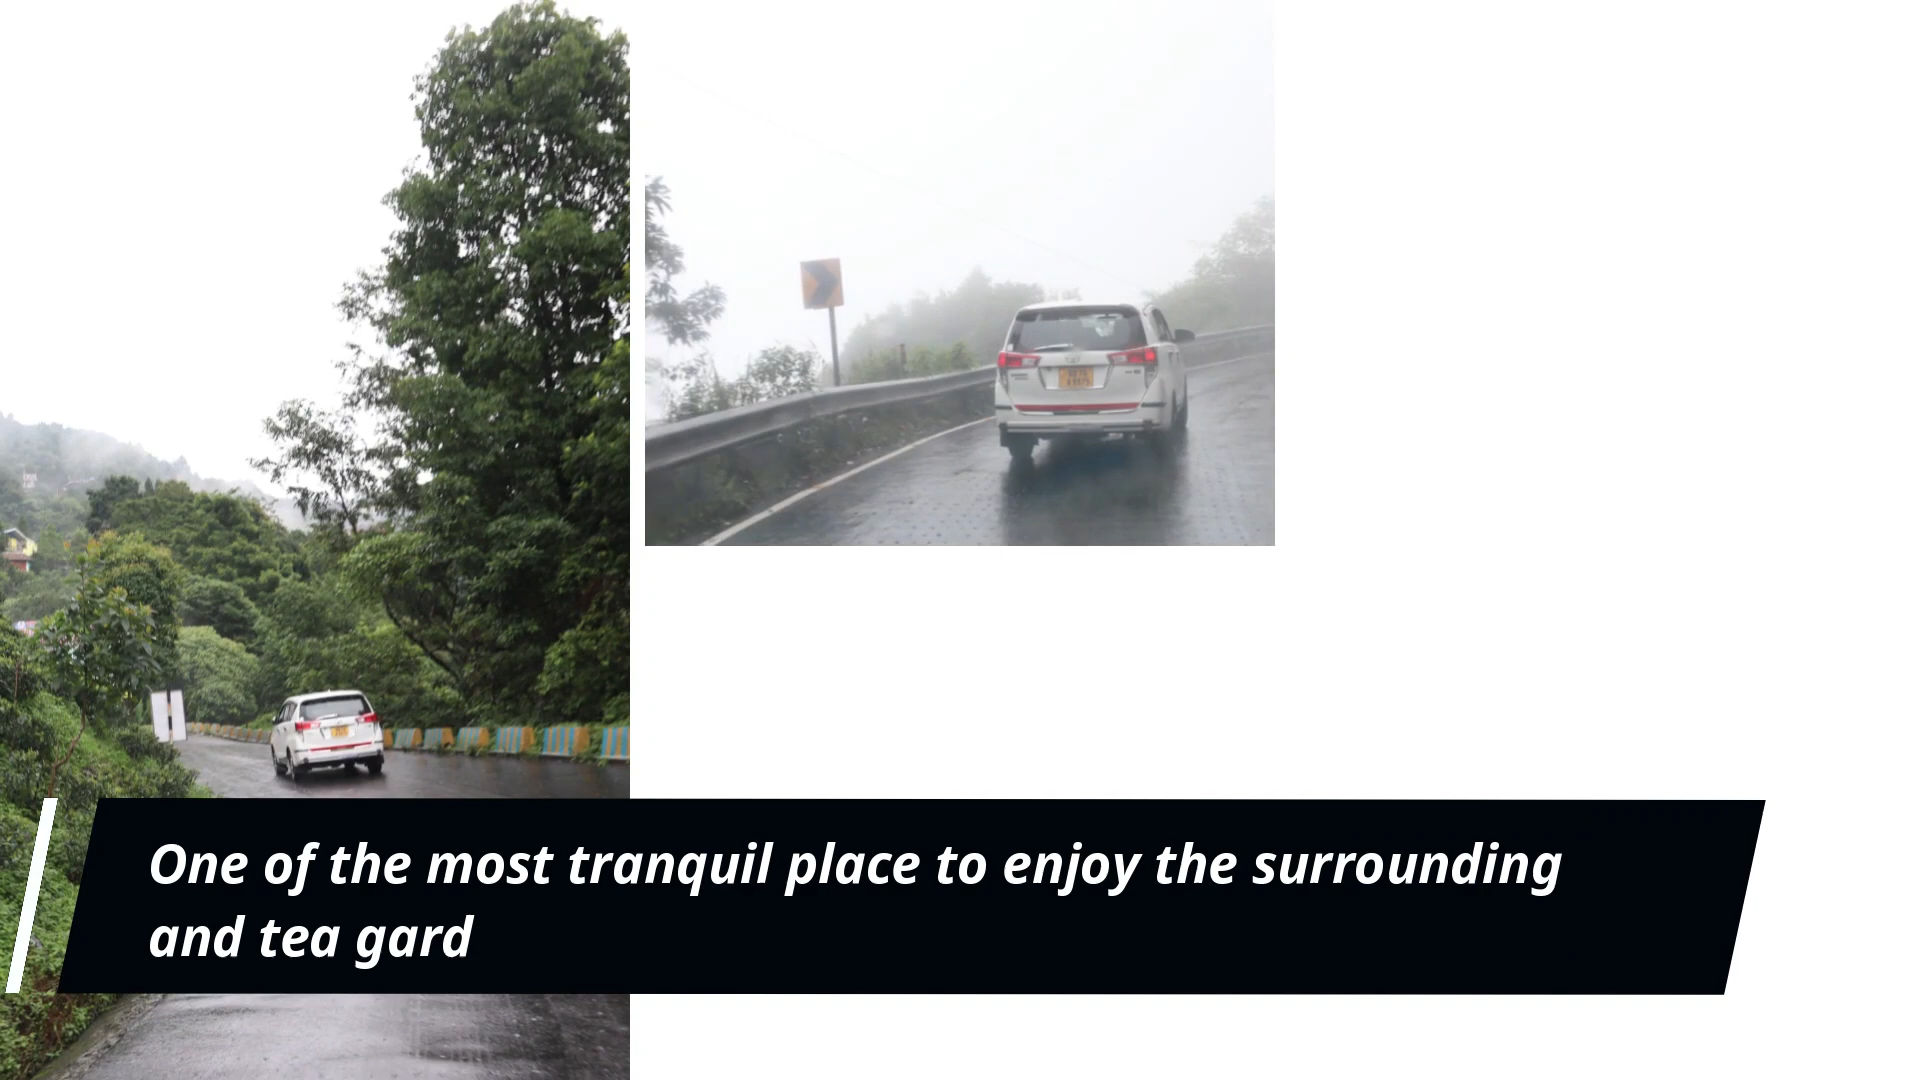 One of the most tranquil place to enjoy the surrounding
and tea gard